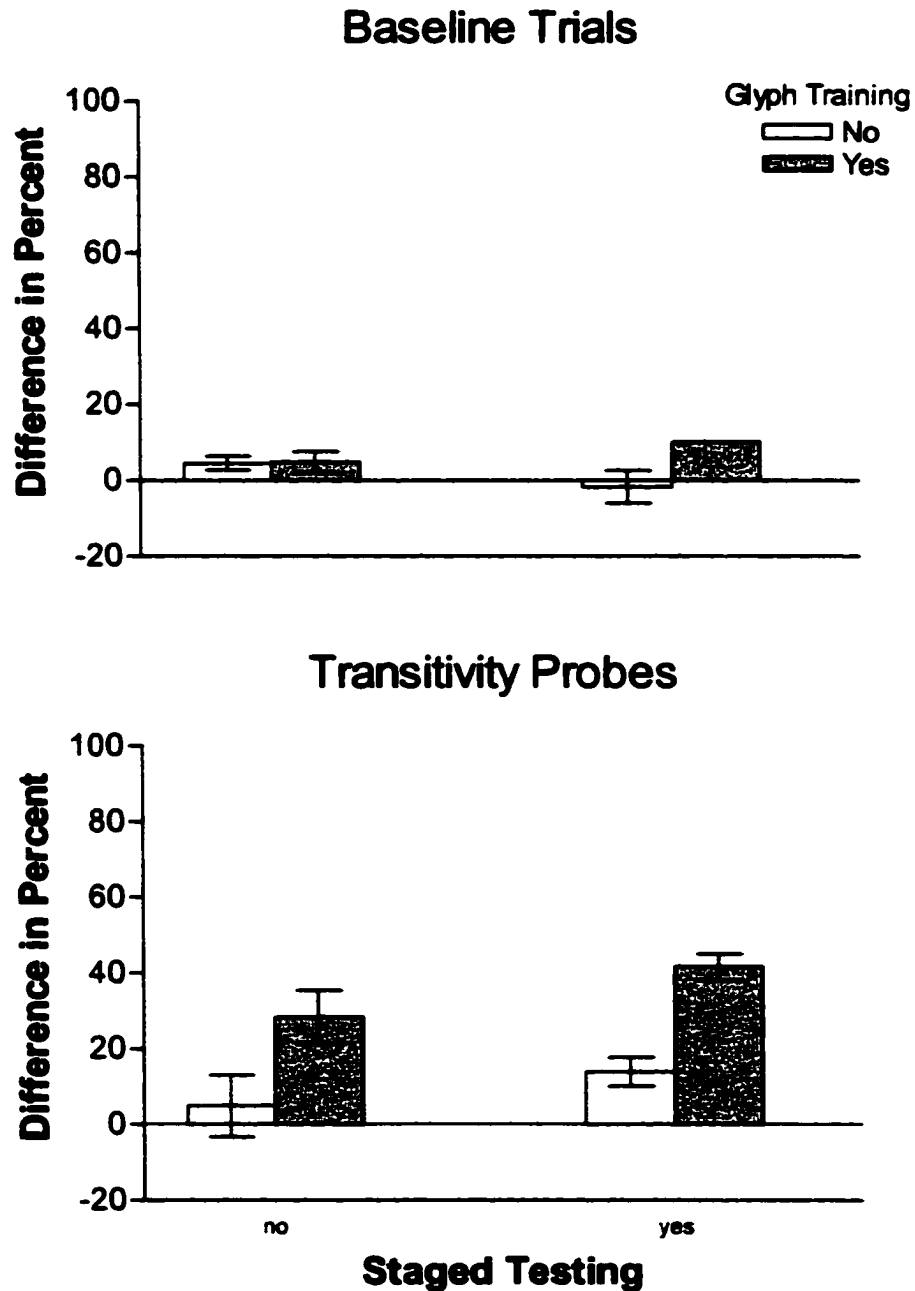 Baseline Trials
Glyph Training
No
Yes
Difference in Percent
100
80
60
40
20
0
-20
Transitivity Probes
Difference in Percent
100
80
60
40
20
0
-20
no yes
Staged Testing